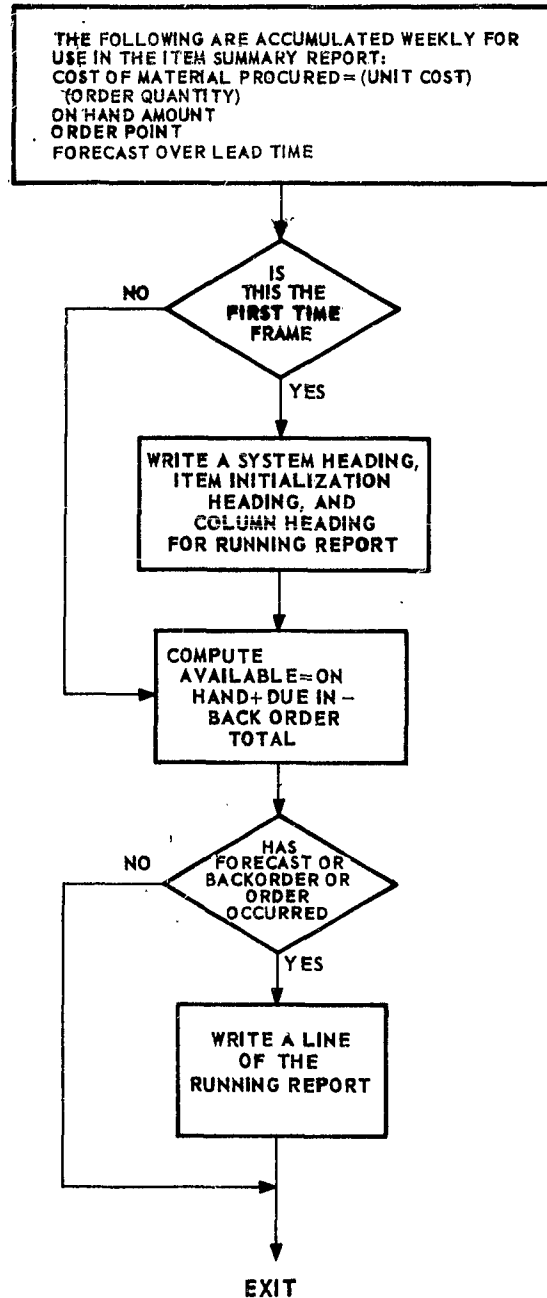 THE FOLLOWING ARE ACCUMULATED WEEKLY FOR
USE IN THE ITEM SUMMARY REPORT:
COST OF MATERIAL PROCURED=(UNIT COST)
(ORDER QUANTITY)
ON HAND AMOUNT
ORDER POINT
FORECAST OVER LEAD TIME
IS
THIS THE
FIRST TIME
FRAME
NO
YES
WRITE A SYSTEM HEADING,
ITEM INITIALIZATION
HEADING, AND
COLUMN HEADING
FOR RUNNING REPORT
COMPUTE
AVAILABLE=ON
HAND+DUE IN-
BACK ORDER
TOTAL
HAS
FORECAST OR
BACKORDER OR
ORDER
OCCURRED
NO
YES
WRITE A LINE
OF THE
RUNNING REPORT
EXIT